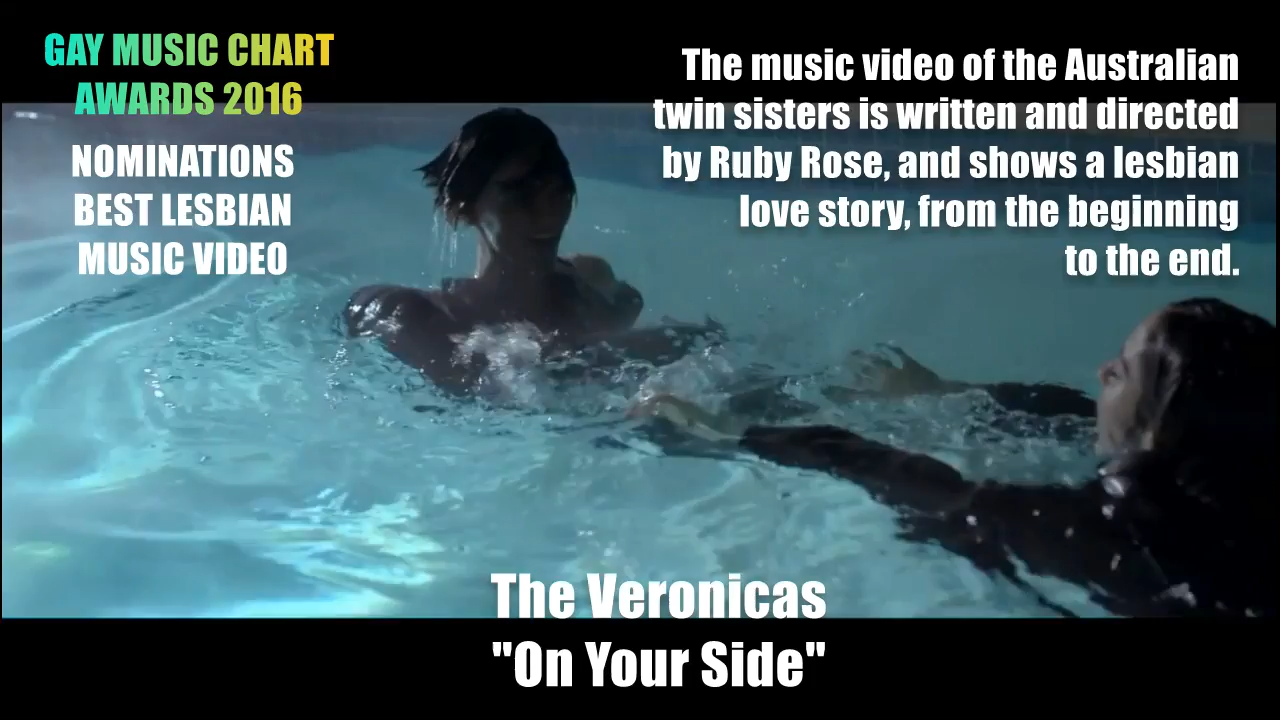 GAY MUSIC CHART
AWARDS 2016
NOMINATIONS
BEST LESBIAN
MUSIC VIDEO
The music video of the Australian
twin sisters is written and directed
by Ruby Rose, and shows a lesbian
love story, from the beginning
to the end.
The Veronicas
"On Your Side"